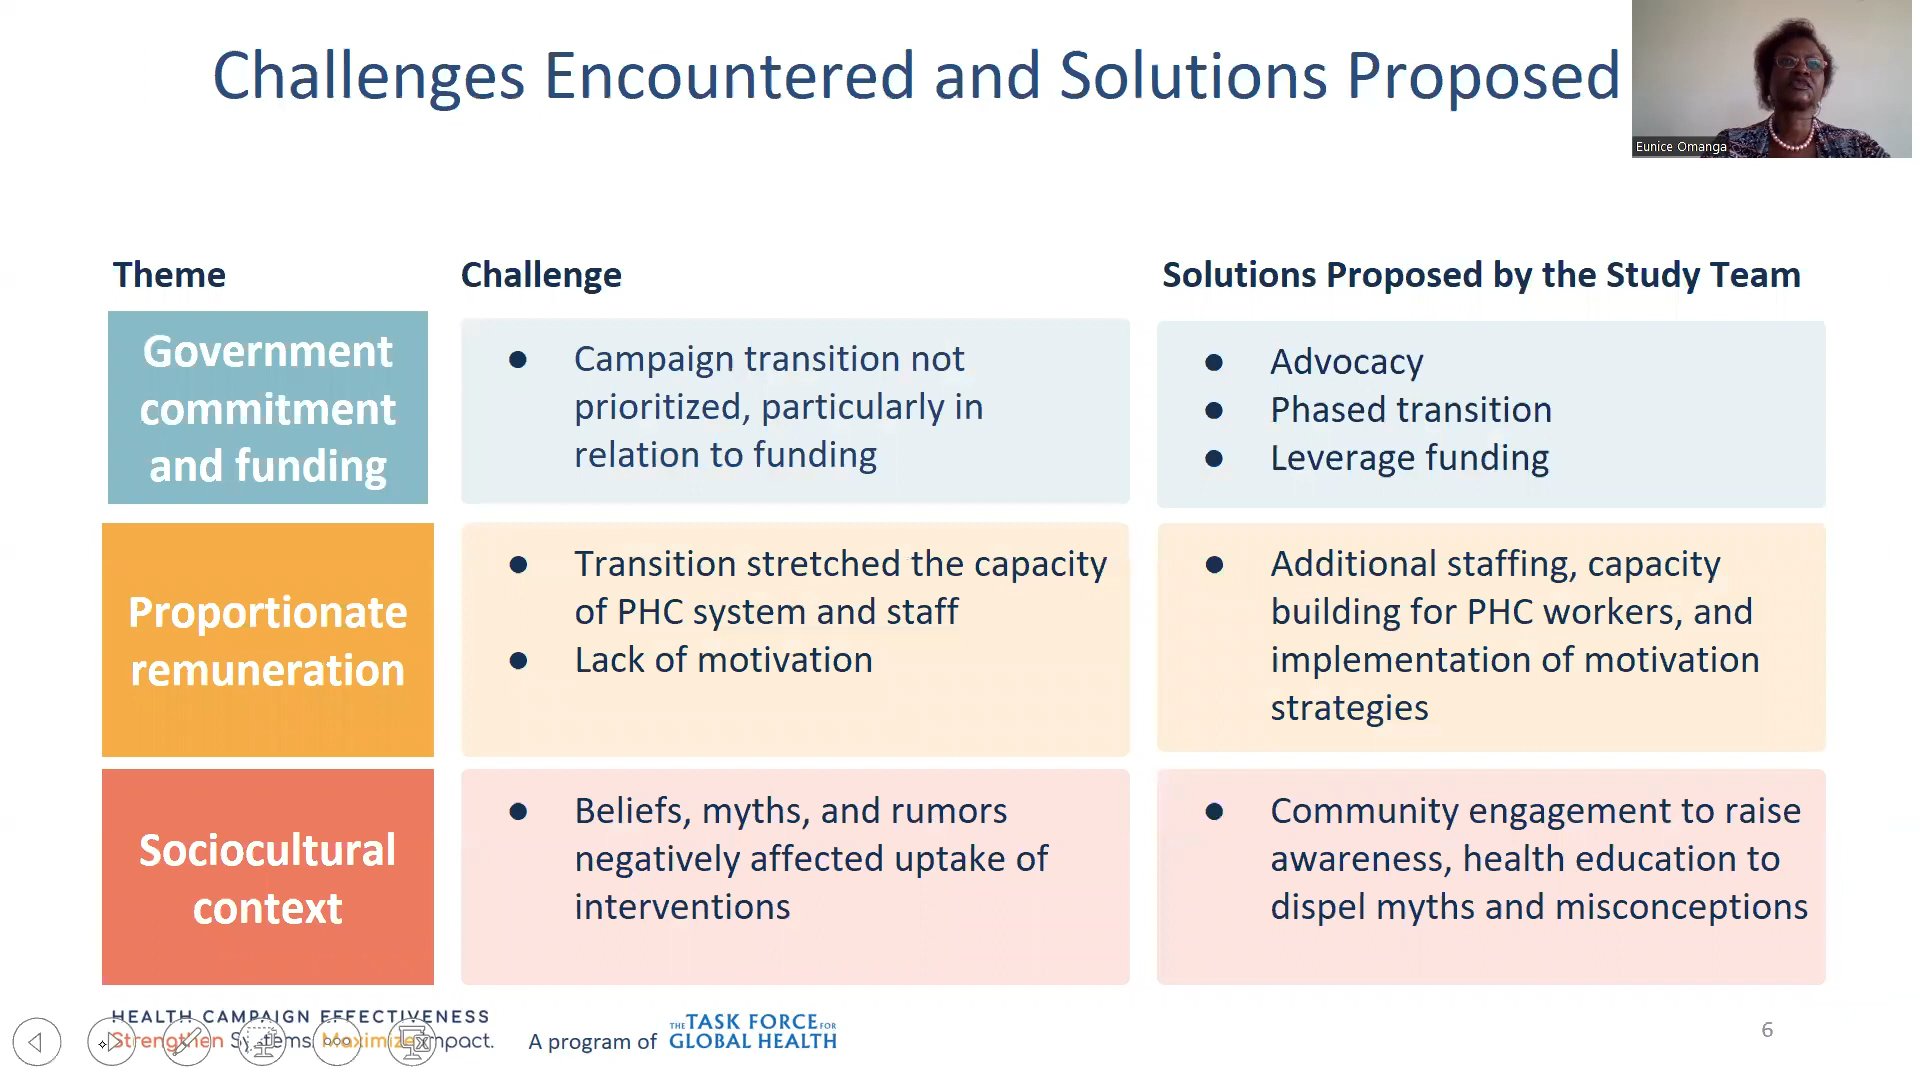 Challenges Encountered and Solutions Proposed
Eunice Omanga
Theme
Challenge
Solutions Proposed by the Study Team
Government
commitment
and funding
● Campaign transition not
prioritized, particularly in
relation to funding
● Advocacy
● Phased transition
● Leverage funding
Proportionate
remuneration
● Transition stretched the capacity
of PHC system and staff
● Lack of motivation
● Additional staffing, capacity
building for PHC workers, and
implementation of motivation
strategies
Sociocultural
context
● Beliefs, myths, and rumors
negatively affected uptake of
interventions
● Community engagement to raise
awareness, health education to
dispel myths and misconceptions
HEALTH CAMPAIGN EFFECTIVENESS
Strengthen Systems. Maximize Impact.
A program of
THE TASK FORCE FOR
GLOBAL HEALTH
6